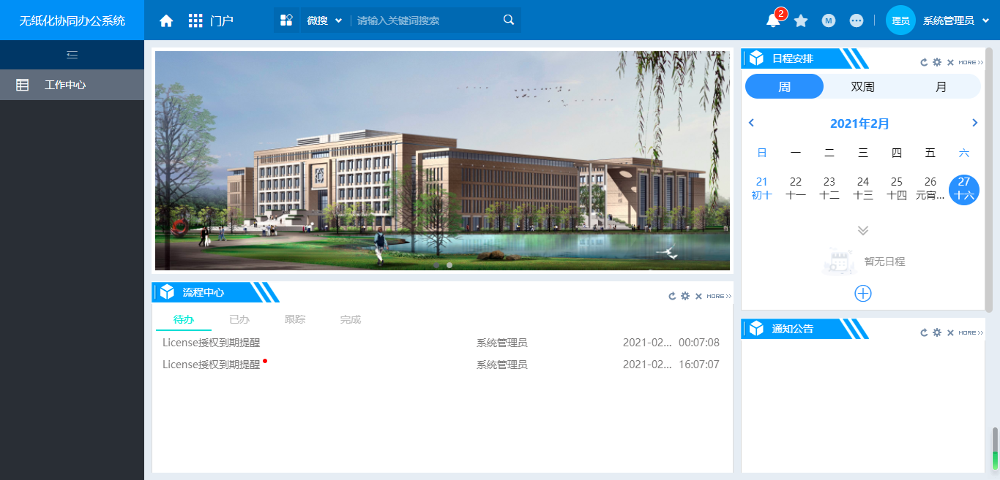 无纸化协同办公系统
门户
微搜
请输入关键词搜索
2
M
理员
系统管理员
工作中心
日程安排
MORE
周 双周 月
2021年2月
日 一 二 三 四 五 六
21 22 23 24 25 26 27
初十 十一 十二 十三 十四 元宵... 十六
暂无日程
流程中心
MORE
待办 已办 跟踪 完成
License授权到期提醒 系统管理员 2021-02... 00:07:08
License授权到期提醒 系统管理员 2021-02... 16:07:07
通知公告
MORE